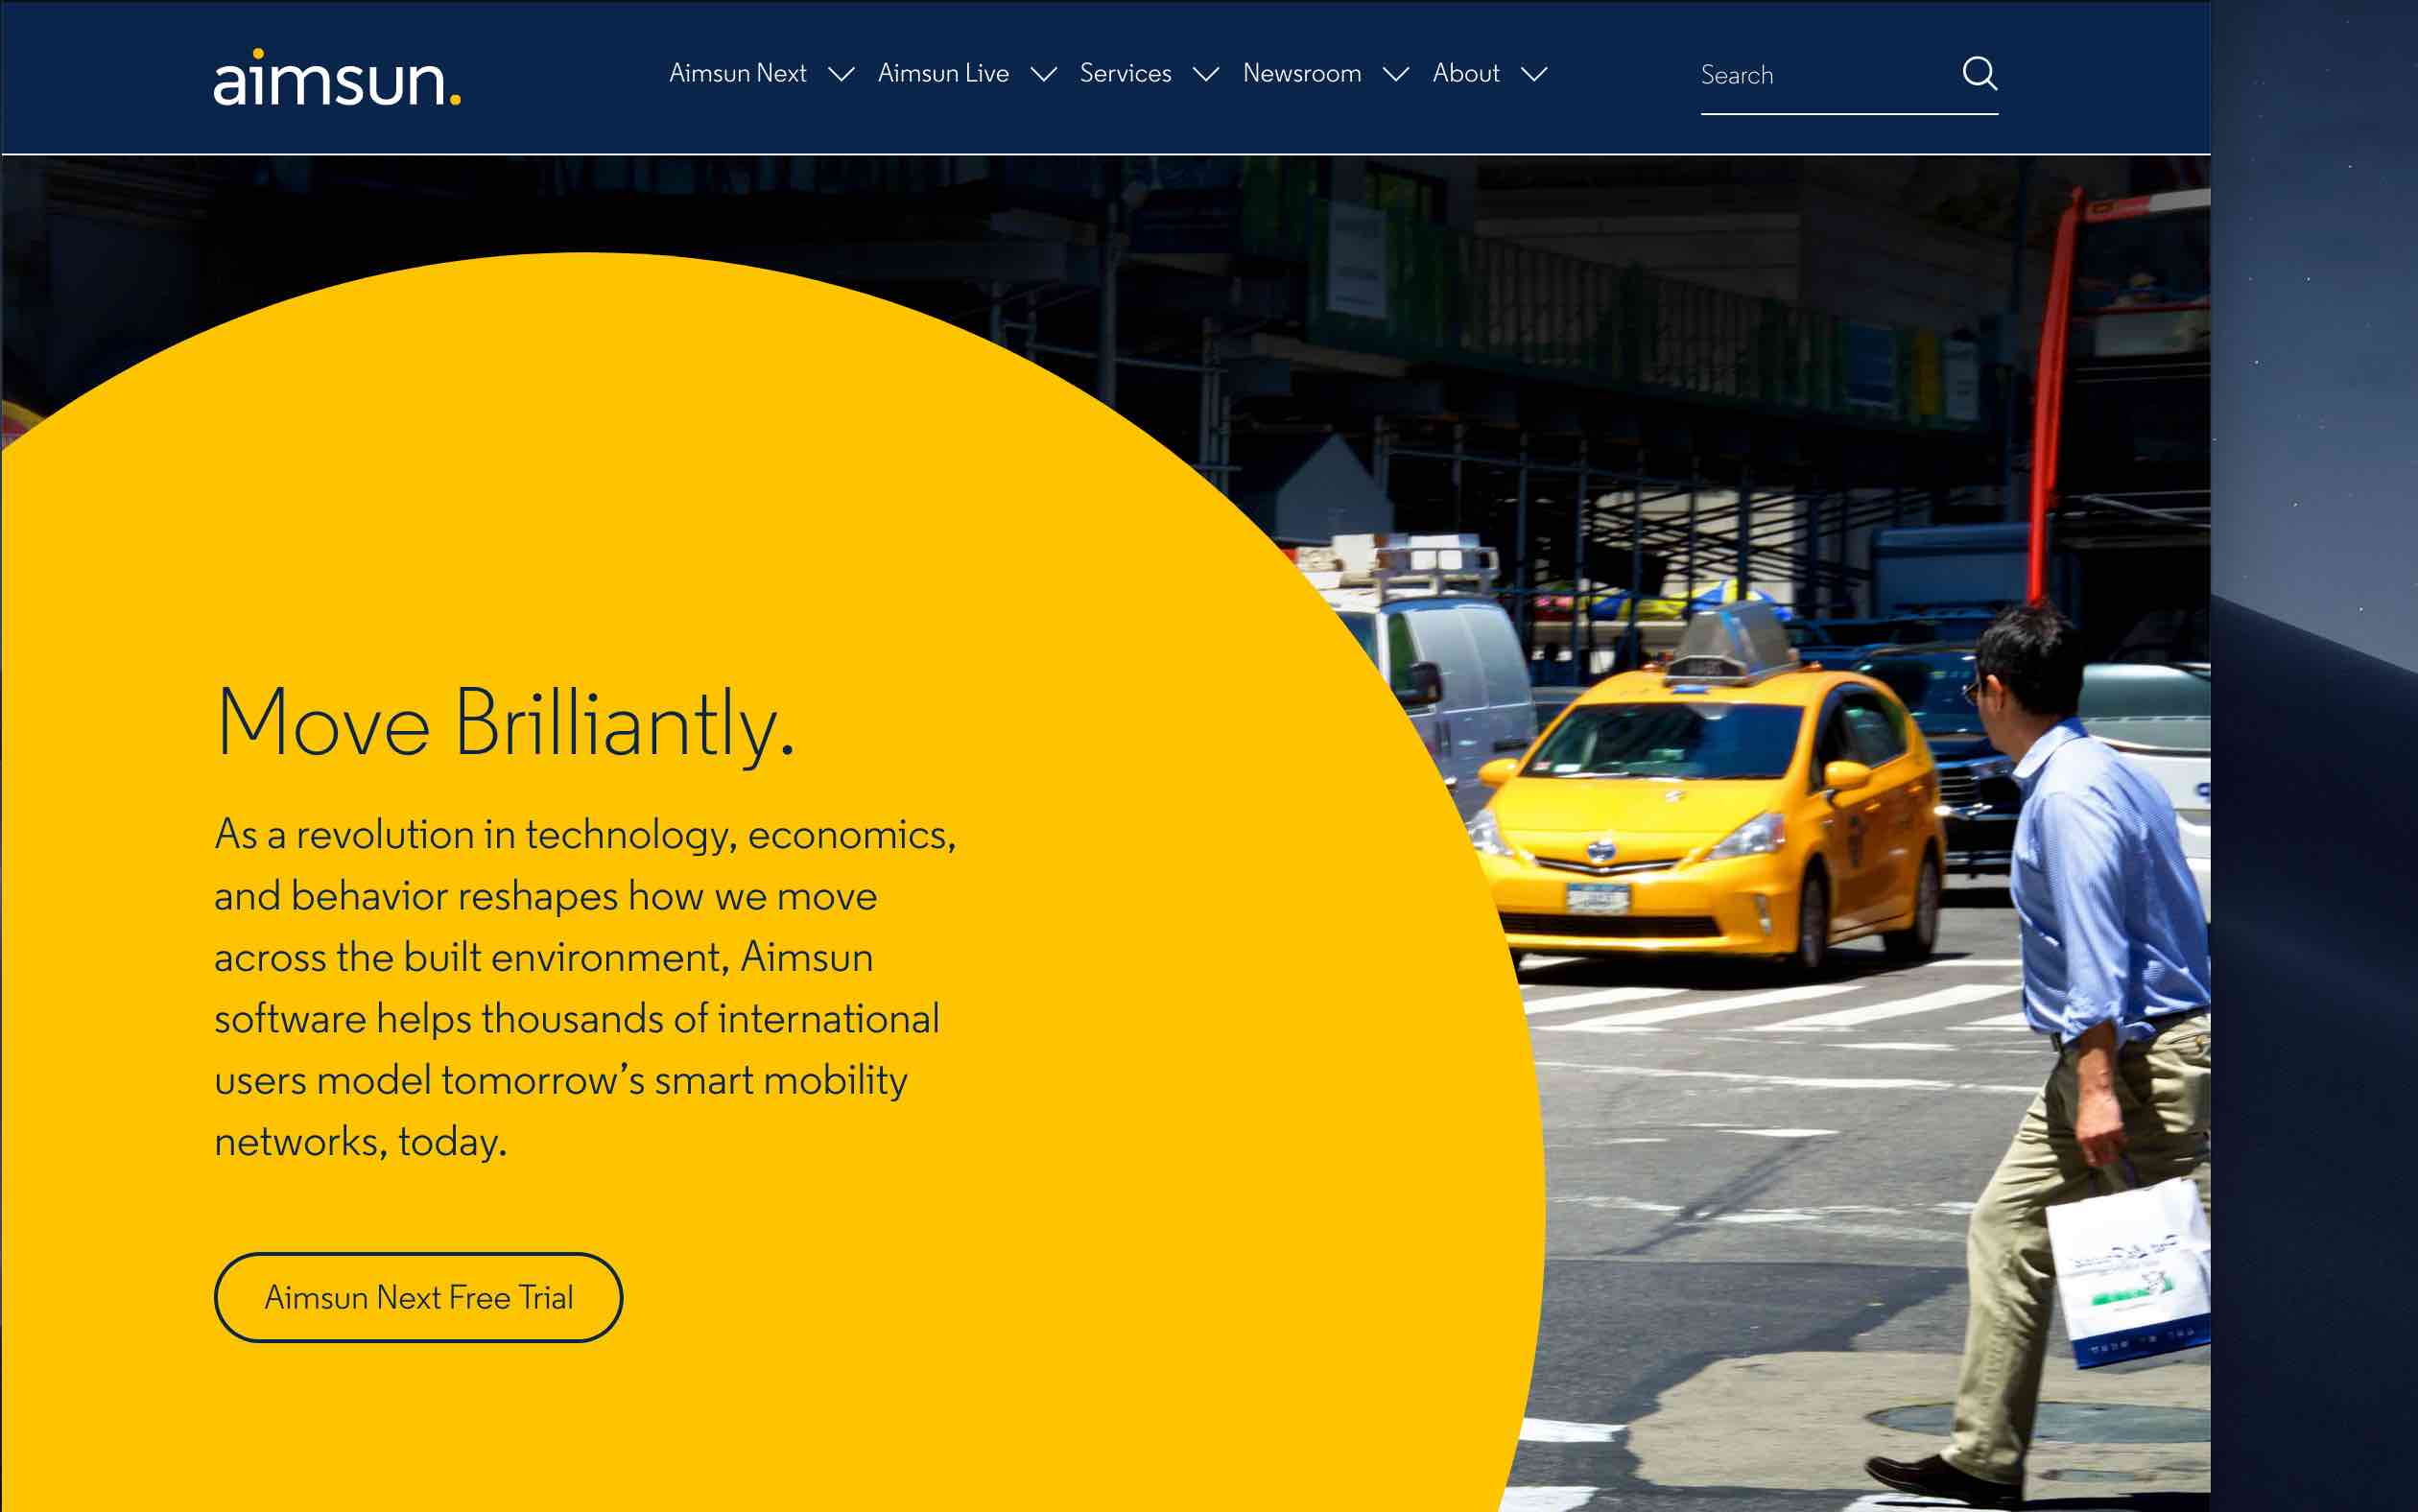 aimsun.
Aimsun Next
Aimsun Live
Services
Newsroom
About
Search
Move Brilliantly.
As a revolution in technology, economics,
and behavior reshapes how we move
across the built environment, Aimsun
software helps thousands of international
users model tomorrow’s smart mobility
networks, today.
Aimsun Next Free Trial